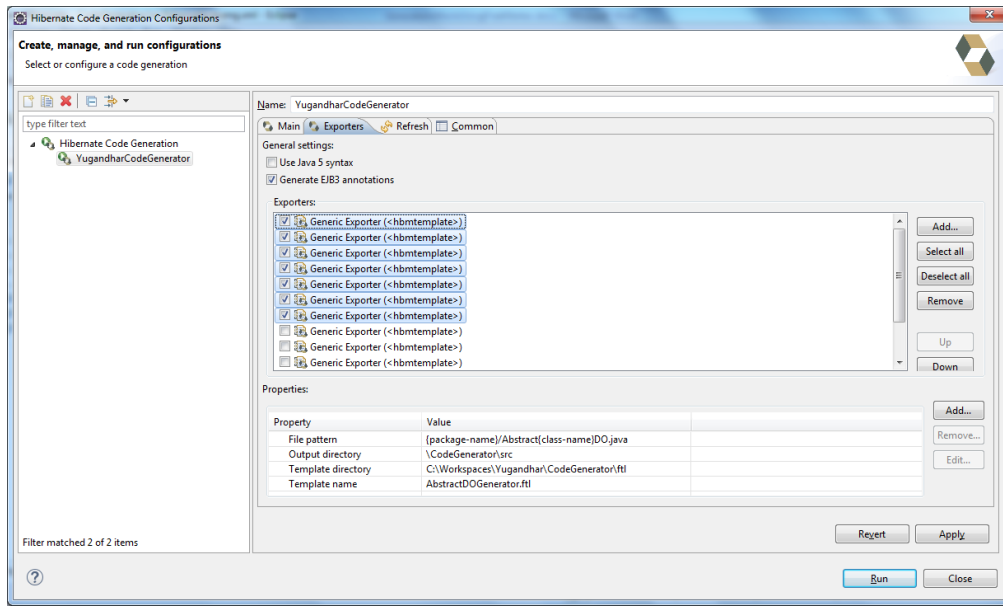 Hibernate Code Generation Configurations
Create, manage, and run configurations
Select or configure a code generation
type filter text
Hibernate Code Generation
YugandharCodeGenerator
Filter matched 2 of 2 items
Name: YugandharCodeGenerator
Main Exporters Refresh Common
General settings:
Use Java 5 syntax
Generate EJB3 annotations
Exporters:
Generic Exporter (<hbmtemplate>)
Generic Exporter (<hbmtemplate>)
Generic Exporter (<hbmtemplate>)
Generic Exporter (<hbmtemplate>)
Generic Exporter (<hbmtemplate>)
Generic Exporter (<hbmtemplate>)
Generic Exporter (<hbmtemplate>)
Generic Exporter (<hbmtemplate>)
Generic Exporter (<hbmtemplate>)
Generic Exporter (<hbmtemplate>)
Add...
Select all
Deselect all
Remove
Up
Down
Properties:
Property Value
File pattern {package-name}/Abstract{class-name}DO.java
Output directory \CodeGenerator\src
Template directory C:\Workspaces\Yugandhar\CodeGenerator\ftl
Template name AbstractDOGenerator.ftl
Add...
Remove...
Edit...
Revert Apply
Run Close